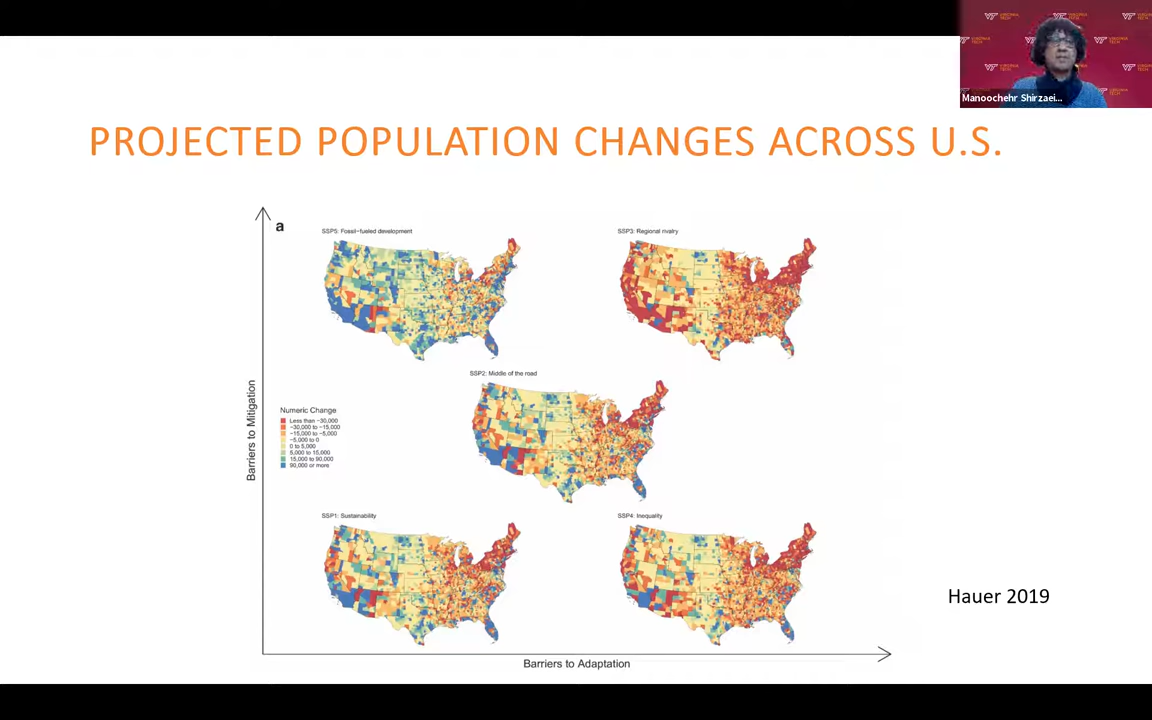 Manoochehr Shirzaei...
PROJECTED POPULATION CHANGES ACROSS U.S.
a
SSP5: Fossil-fueled development
SSP3: Regional rivalry
SSP2: Middle of the road
Barriers to Mitigation
Numeric Change
Less than -30,000
-30,000 to -15,000
-15,000 to -5,000
-5,000 to 0
0 to 5,000
5,000 to 15,000
15,000 to 90,000
90,000 or more
SSP1: Sustainability
SSP4: Inequality
Hauer 2019
Barriers to Adaptation